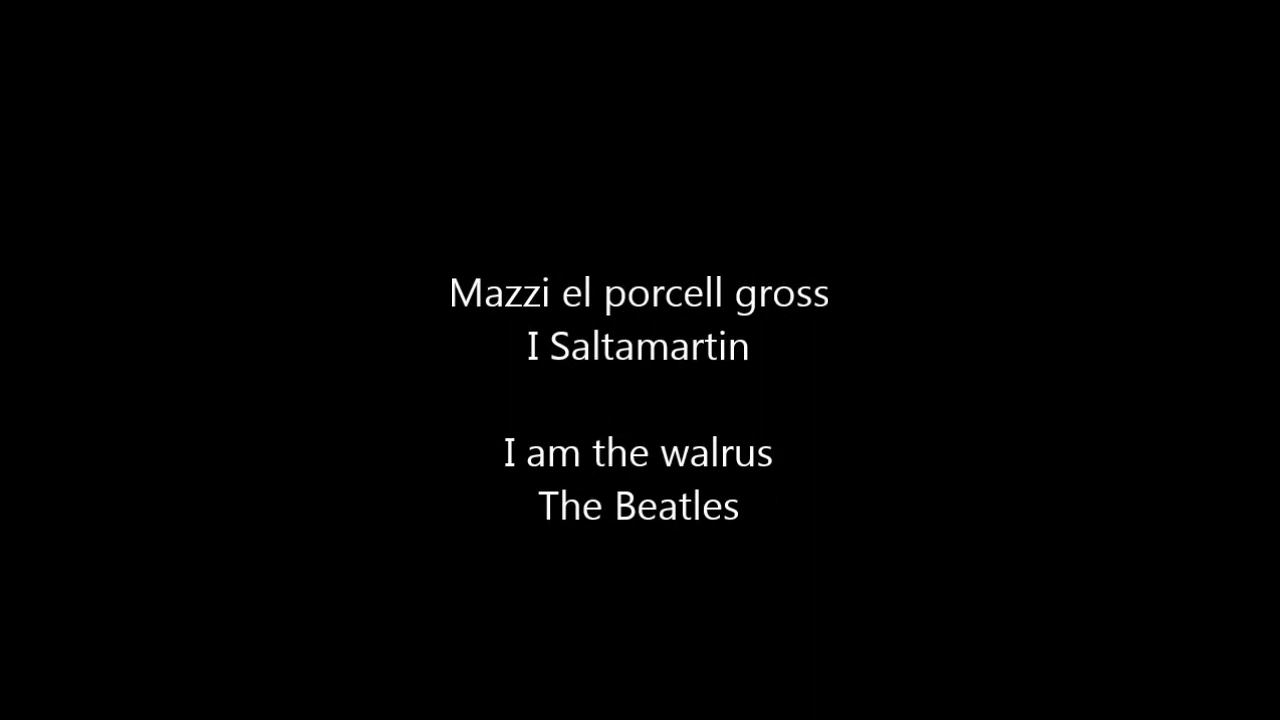 Mazzi el porcell gross
I Saltamartin
I am the walrus
The Beatles